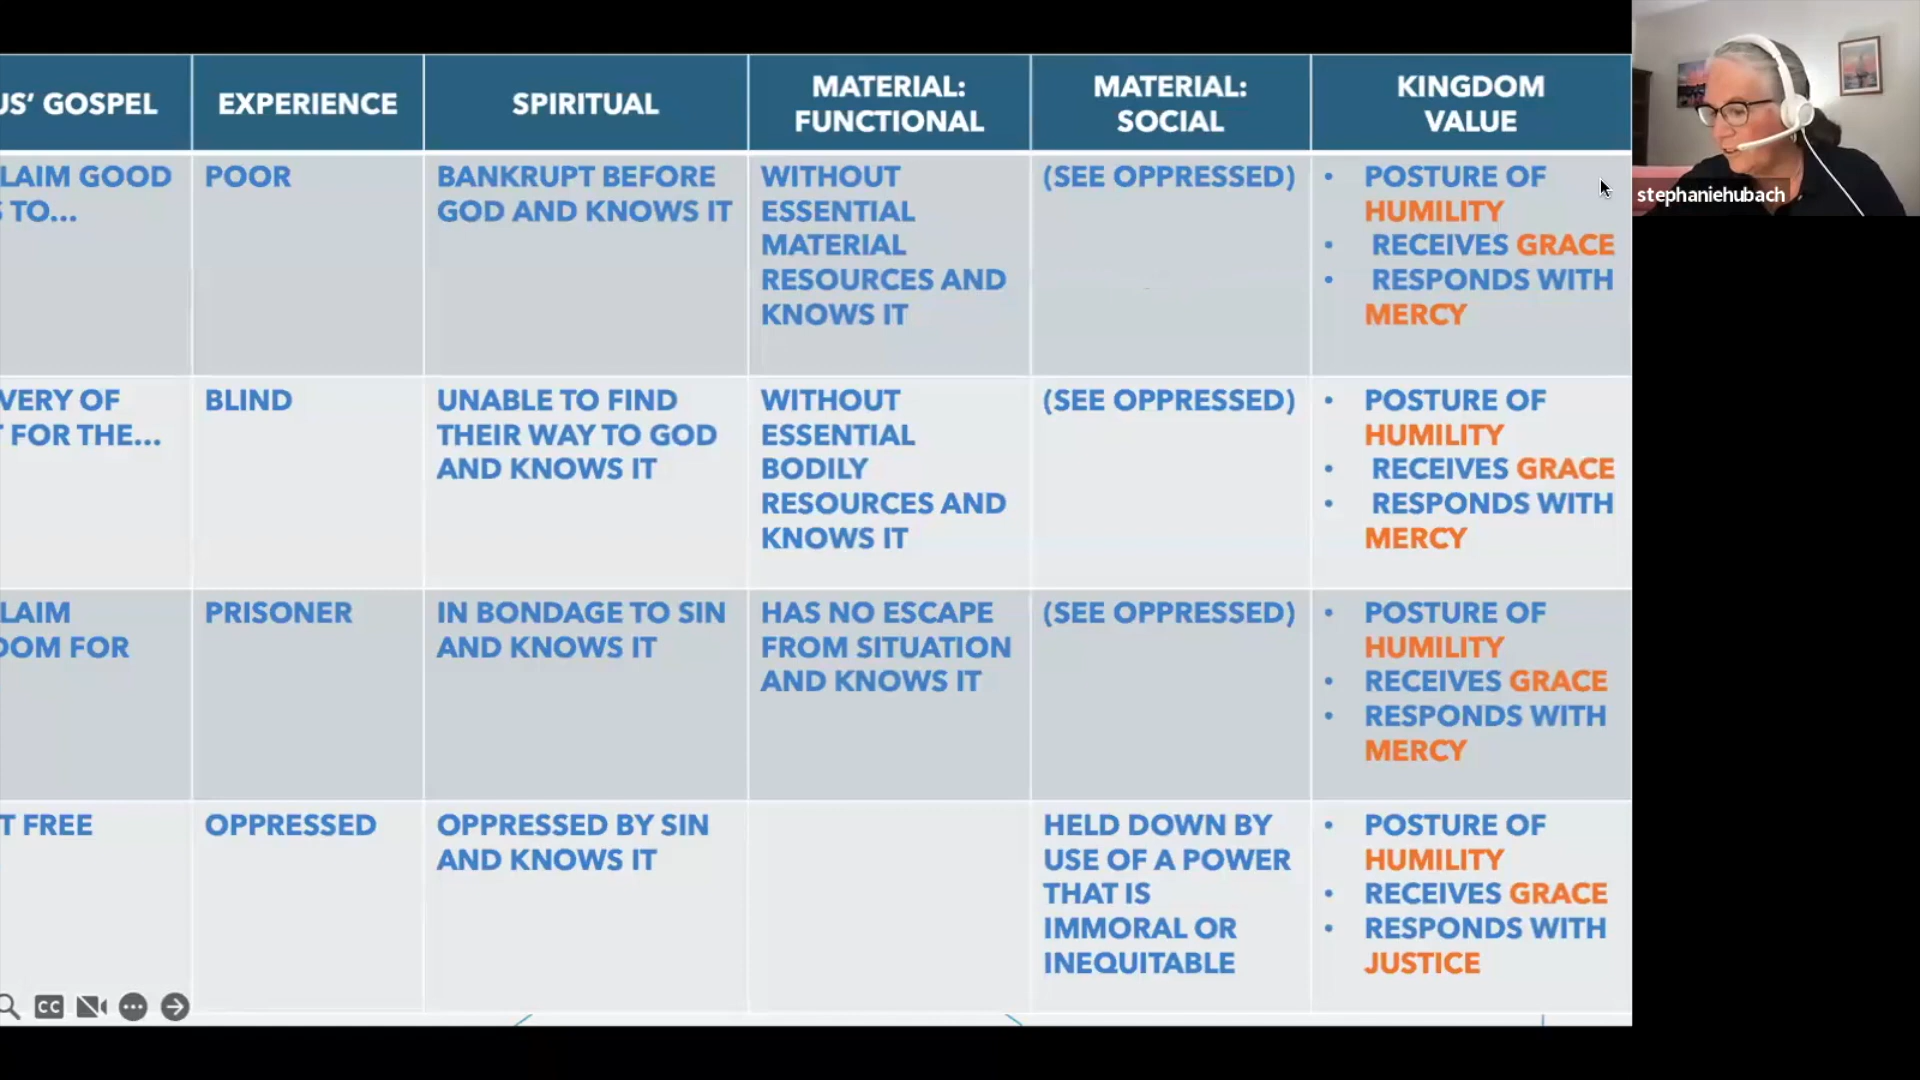 US' GOSPEL
EXPERIENCE
SPIRITUAL
MATERIAL:
FUNCTIONAL
MATERIAL:
SOCIAL
KINGDOM
VALUE
LAIM GOOD
S TO...
POOR
BANKRUPT BEFORE
GOD AND KNOWS IT
WITHOUT
ESSENTIAL
MATERIAL
RESOURCES AND
KNOWS IT
(SEE OPPRESSED)
• POSTURE OF
HUMILITY
• RECEIVES GRACE
• RESPONDS WITH
MERCY
VERY OF
T FOR THE...
BLIND
UNABLE TO FIND
THEIR WAY TO GOD
AND KNOWS IT
WITHOUT
ESSENTIAL
BODILY
RESOURCES AND
KNOWS IT
(SEE OPPRESSED)
• POSTURE OF
HUMILITY
• RECEIVES GRACE
• RESPONDS WITH
MERCY
LAIM
DOM FOR
PRISONER
IN BONDAGE TO SIN
AND KNOWS IT
HAS NO ESCAPE
FROM SITUATION
AND KNOWS IT
(SEE OPPRESSED)
• POSTURE OF
HUMILITY
• RECEIVES GRACE
• RESPONDS WITH
MERCY
T FREE
OPPRESSED
OPPRESSED BY SIN
AND KNOWS IT
HELD DOWN BY
USE OF A POWER
THAT IS
IMMORAL OR
INEQUITABLE
• POSTURE OF
HUMILITY
• RECEIVES GRACE
• RESPONDS WITH
JUSTICE
CC
stephaniehubach